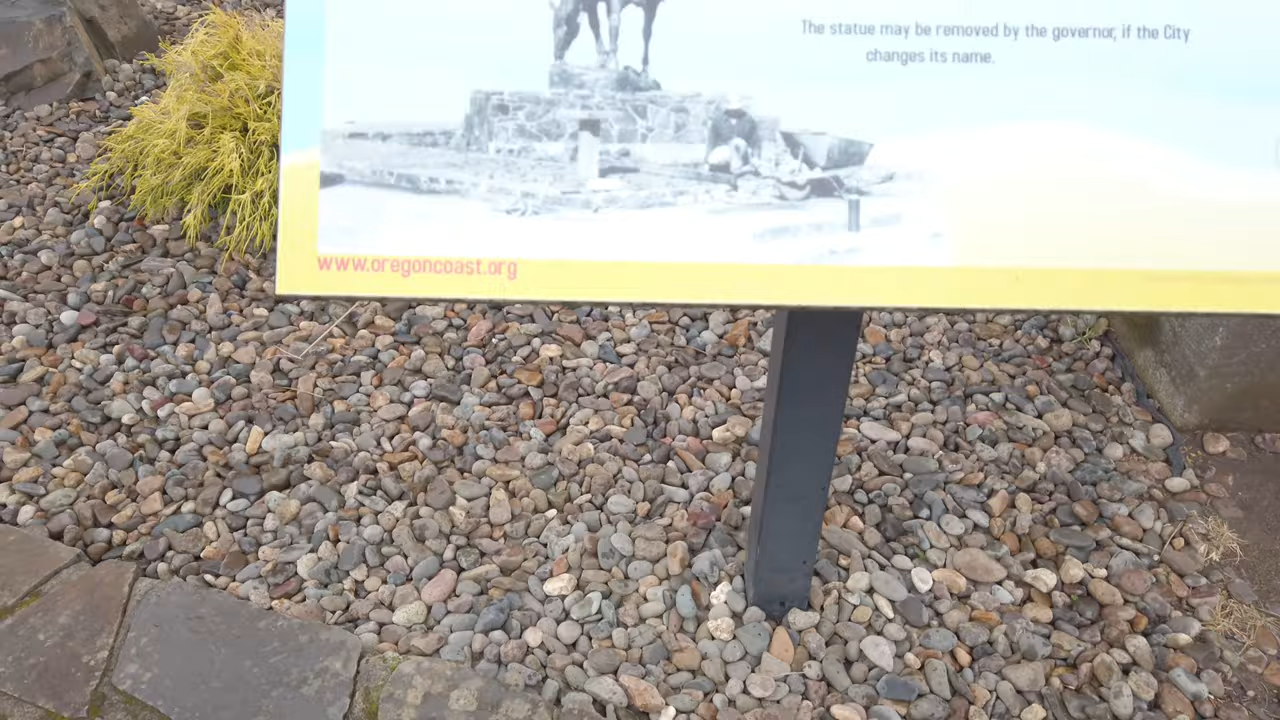 The statue may be removed by the governor, if the City
changes its name.
www.oregoncoast.org